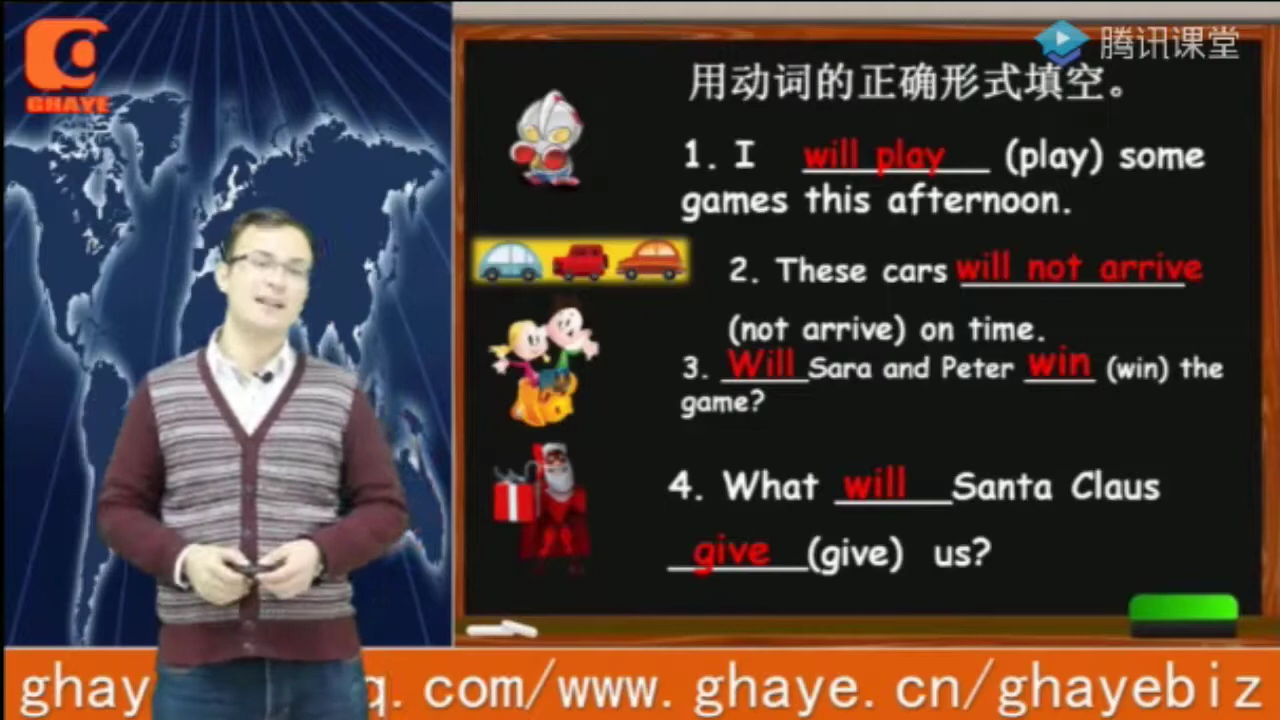 GHAYE
腾讯课堂
用动词的正确形式填空。
1. I will play (play) some
games this afternoon.
2. These cars will not arrive
(not arrive) on time.
3. Will Sara and Peter win (win) the
game?
4. What will Santa Claus
give (give) us?
ghay q.com/www.ghaye.cn/ghayebiz